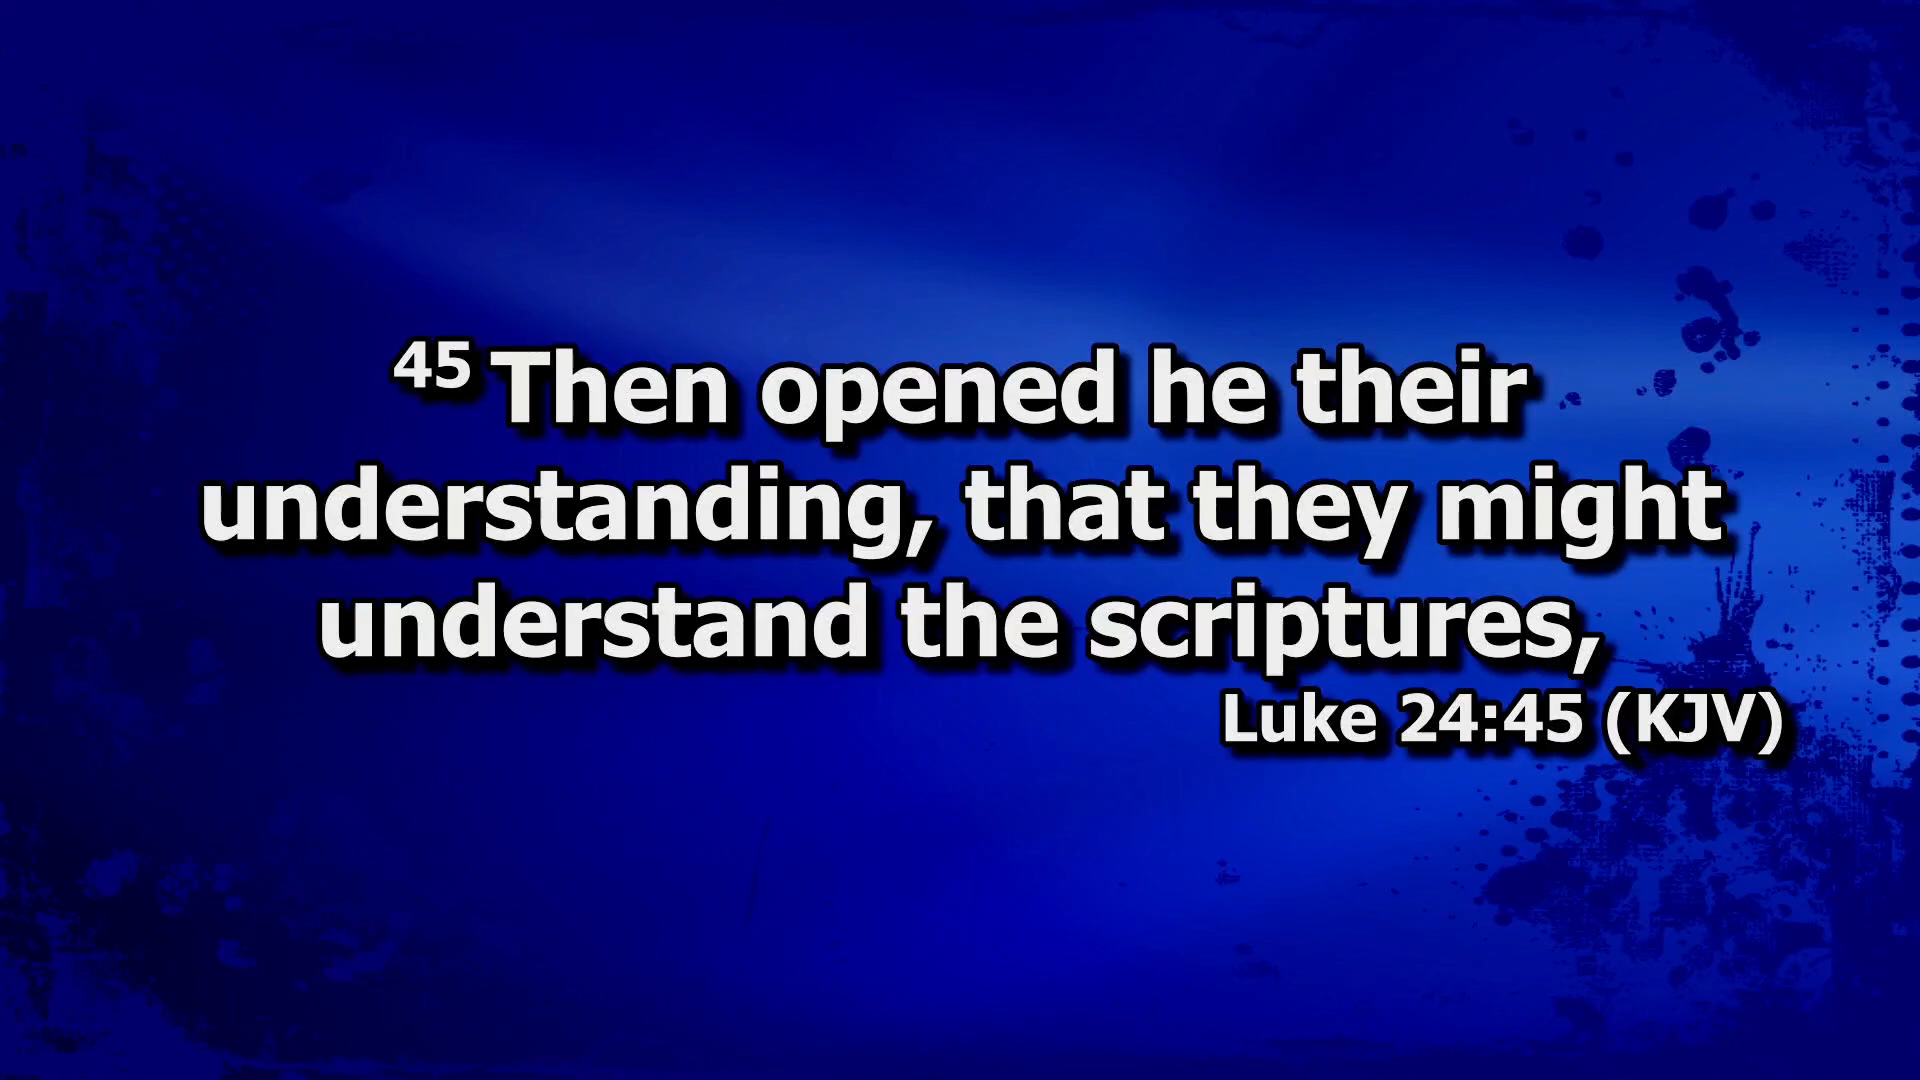 45 Then opened he their
understanding, that they might
understand the scriptures,
Luke 24:45 (KJV)